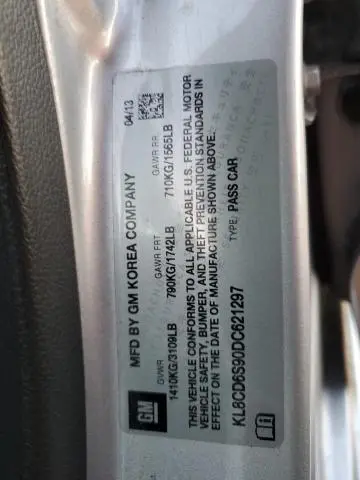 GM
MFD BY GM KOREA COMPANY 04/13
GVWR GAWR FRT GAWR RR
1410KG/3109LB 790KG/1742LB 710KG/1565LB
THIS VEHICLE CONFORMS TO ALL APPLICABLE U.S. FEDERAL MOTOR
VEHICLE SAFETY, BUMPER, AND THEFT PREVENTION STANDARDS IN
EFFECT ON THE DATE OF MANUFACTURE SHOWN ABOVE.
TYPE: PASS CAR
KL8CD6S90DC621297